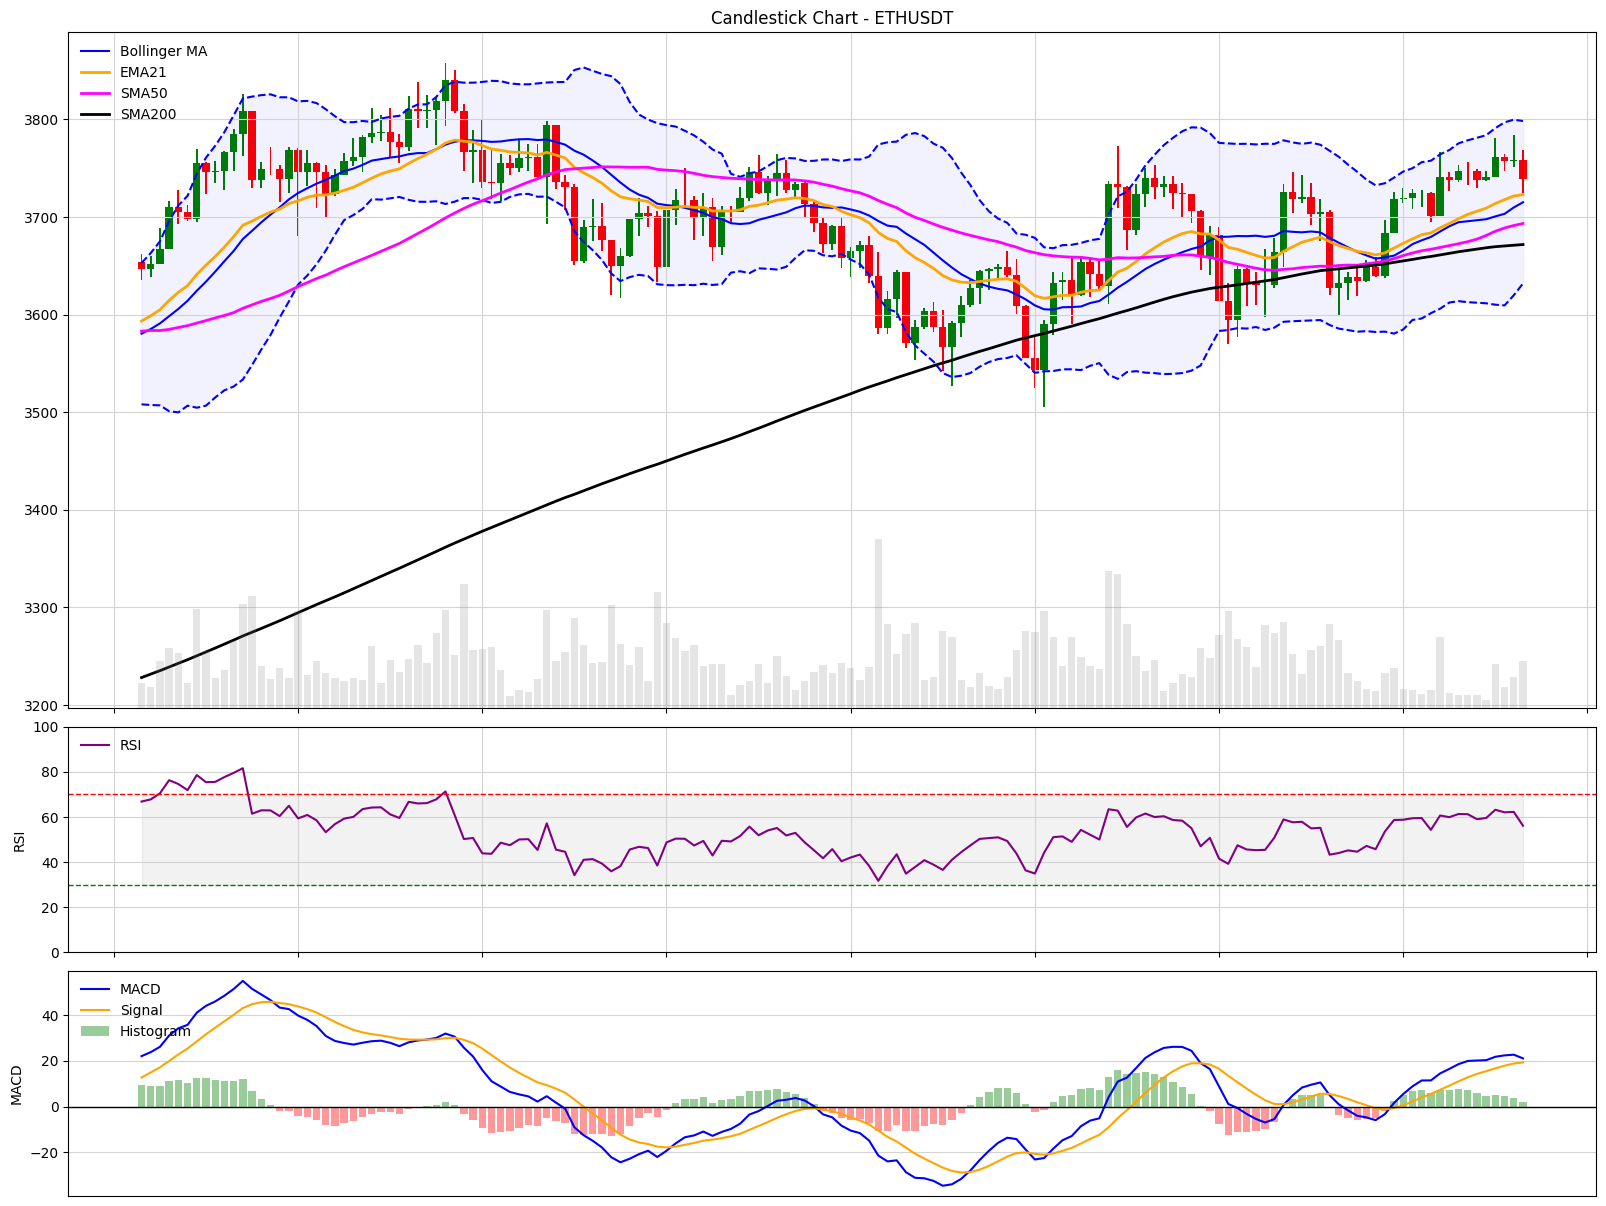 Candlestick Chart - ETHUSDT
Bollinger MA
EMA21
SMA50
SMA200
3800
3700
3600
3500
3400
3300
3200
RSI
100
80
60
40
20
0
RSI
MACD
Signal
Histogram
40
20
0
−20
MACD